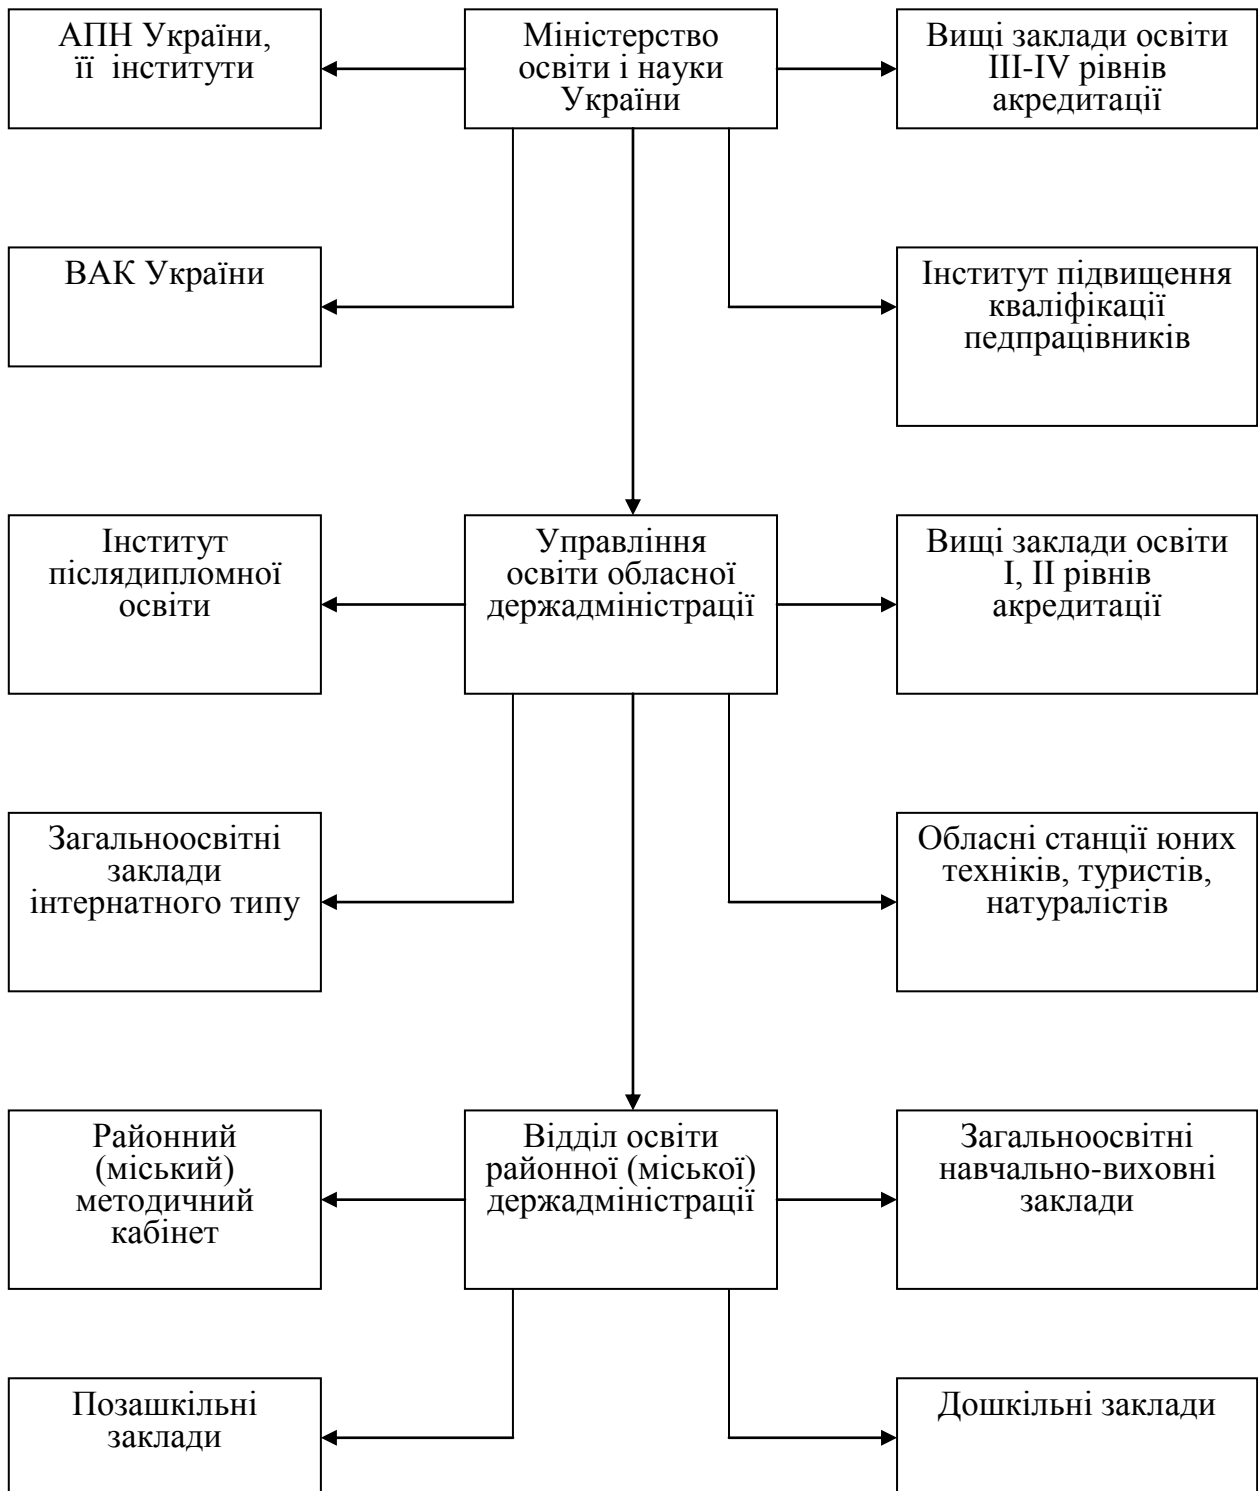 АПН України,
її інститути
Міністерство
освіти і науки
України
Вищі заклади освіти
ІІІ-IV рівнів
акредитації
ВАК України
Інститут підвищення
кваліфікації
педпрацівників
Інститут
післядипломної
освіти
Управління
освіти обласної
держадміністрації
Вищі заклади освіти
І, ІІ рівнів
акредитації
Загальноосвітні
заклади
інтернатного типу
Обласні станції юних
техніків, туристів,
натуралістів
Районний
(міський)
методичний
кабінет
Відділ освіти
районної (міської)
держадміністрації
Загальноосвітні
навчально-виховні
заклади
Позашкільні
заклади
Дошкільні заклади